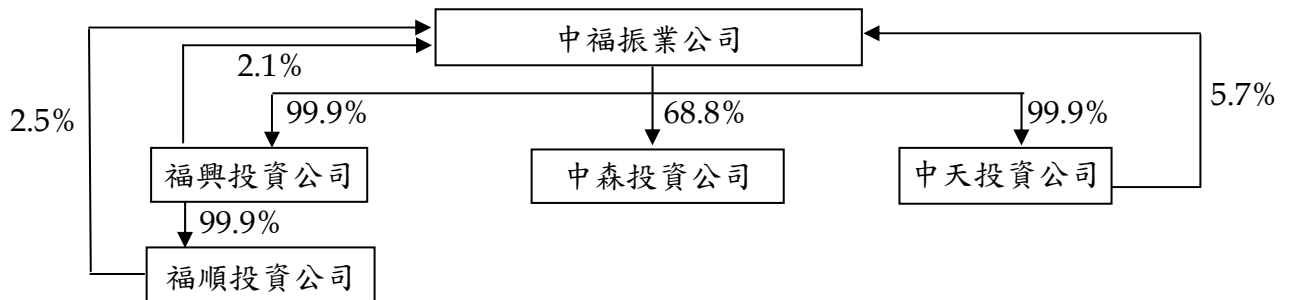 中福振業公司
2.1%
5.7%
2.5%
99.9%
68.8%
99.9%
福興投資公司
中森投資公司
中天投資公司
99.9%
福順投資公司